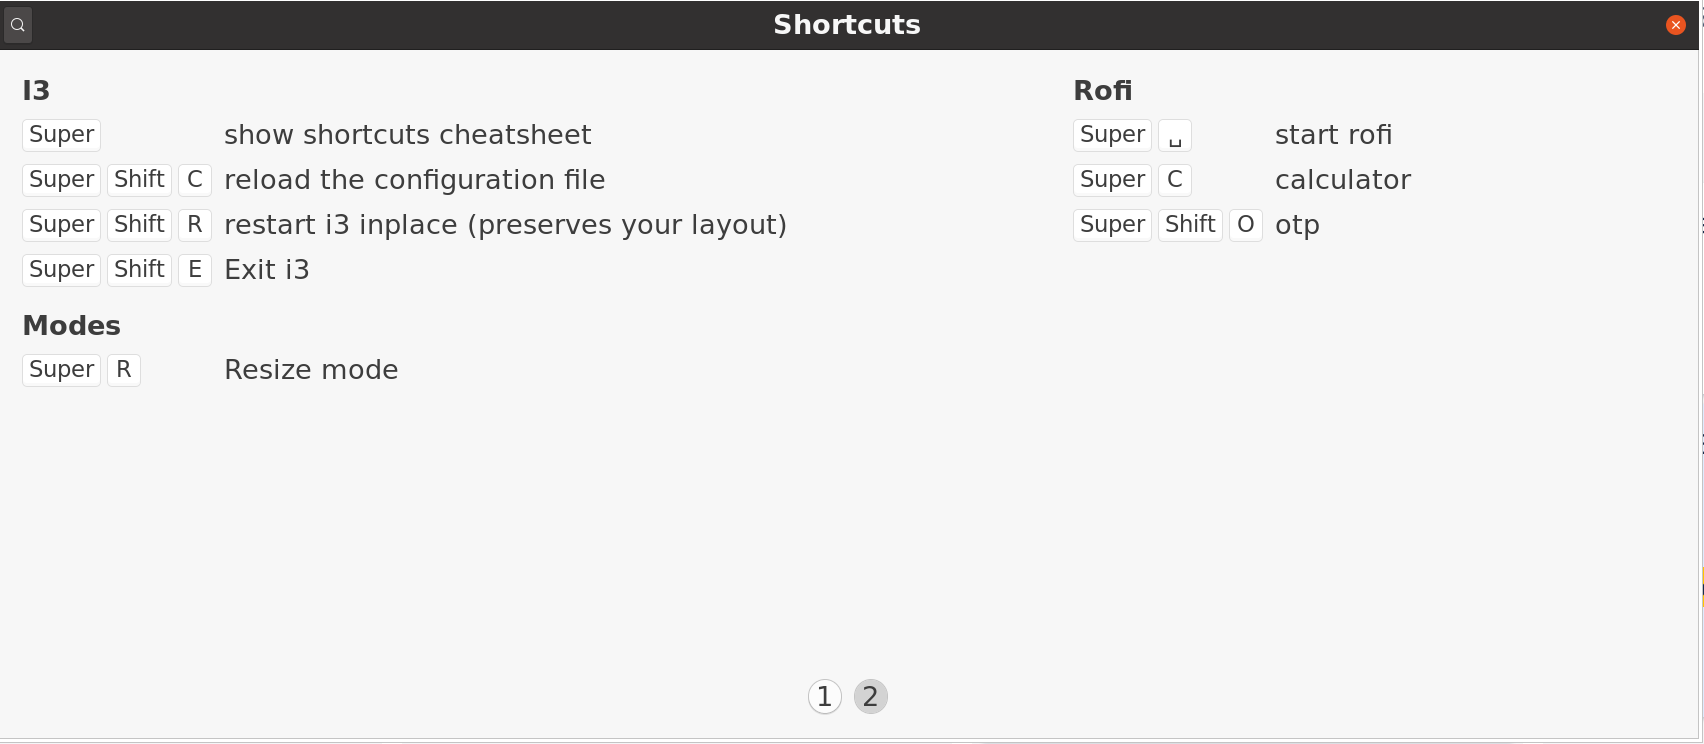 Shortcuts
I3
Super show shortcuts cheatsheet
Super Shift C reload the configuration file
Super Shift R restart i3 inplace (preserves your layout)
Super Shift E Exit i3
Modes
Super R Resize mode
Rofi
Super ␣ start rofi
Super C calculator
Super Shift O otp
1 2